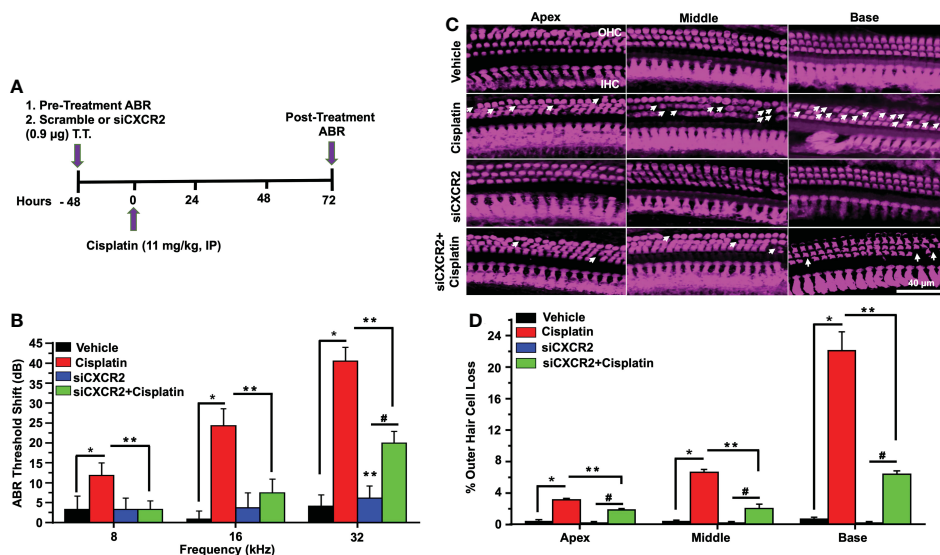 A
1. Pre-Treatment ABR
2. Scramble or siCXCR2
(0.9 µg) T.T.
Post-Treatment
ABR
Hours
- 48
0
24
48
72
Cisplatin (11 mg/kg, IP)
B
Vehicle
Cisplatin
siCXCR2
siCXCR2+Cisplatin
ABR Threshold Shift (dB)
45
40
35
30
25
20
15
10
5
0
*
**
*
**
*
**
#
**
8
16
32
Frequency (kHz)
C
Apex
Middle
Base
Vehicle
OHC
IHC
Cisplatin
siCXCR2
siCXCR2+
Cisplatin
40 µm
D
Vehicle
Cisplatin
siCXCR2
siCXCR2+Cisplatin
% Outer Hair Cell Loss
24
20
16
12
8
4
0
*
**
#
*
**
#
*
**
#
Apex
Middle
Base